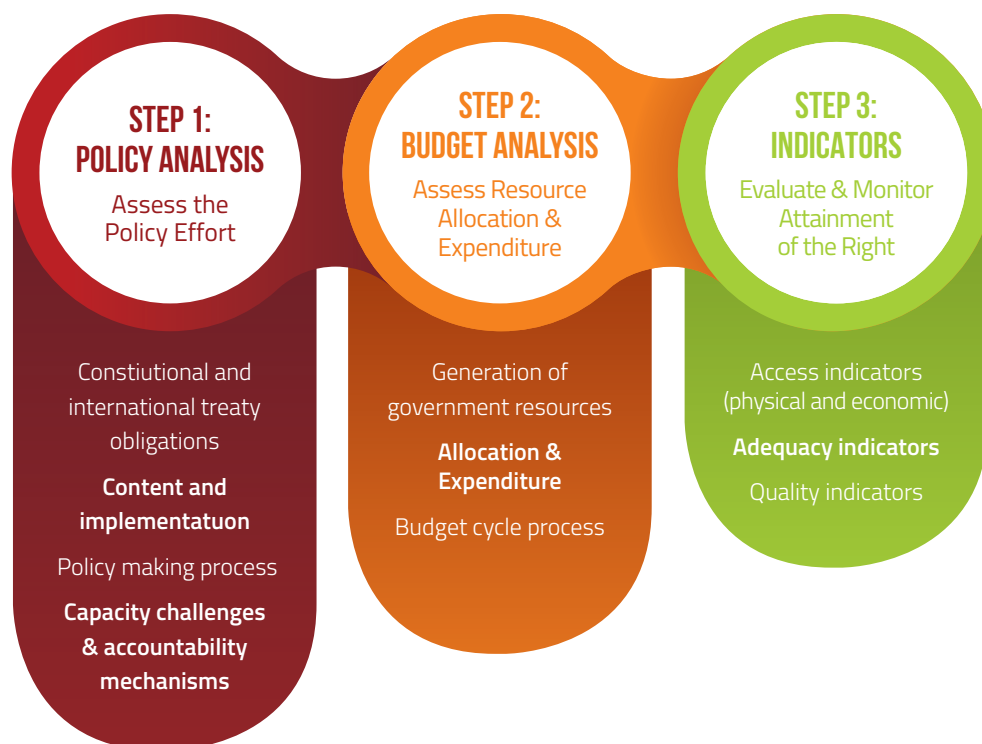 STEP 1:
POLICY ANALYSIS
Assess the
Policy Effort
Constiutional and
international treaty
obligations
Content and
implementatuon
Policy making process
Capacity challenges
& accountability
mechanisms
STEP 2:
BUDGET ANALYSIS
Assess Resource
Allocation &
Expenditure
Generation of
government resources
Allocation &
Expenditure
Budget cycle process
STEP 3:
INDICATORS
Evaluate & Monitor
Attainment
of the Right
Access indicators
(physical and economic)
Adequacy indicators
Quality indicators